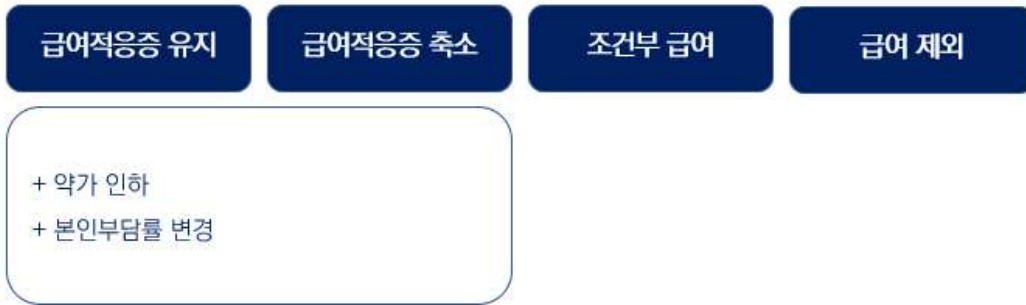 급여적응증 유지
급여적응증 축소
조건부 급여
급여 제외
+ 약가 인하
+ 본인부담률 변경